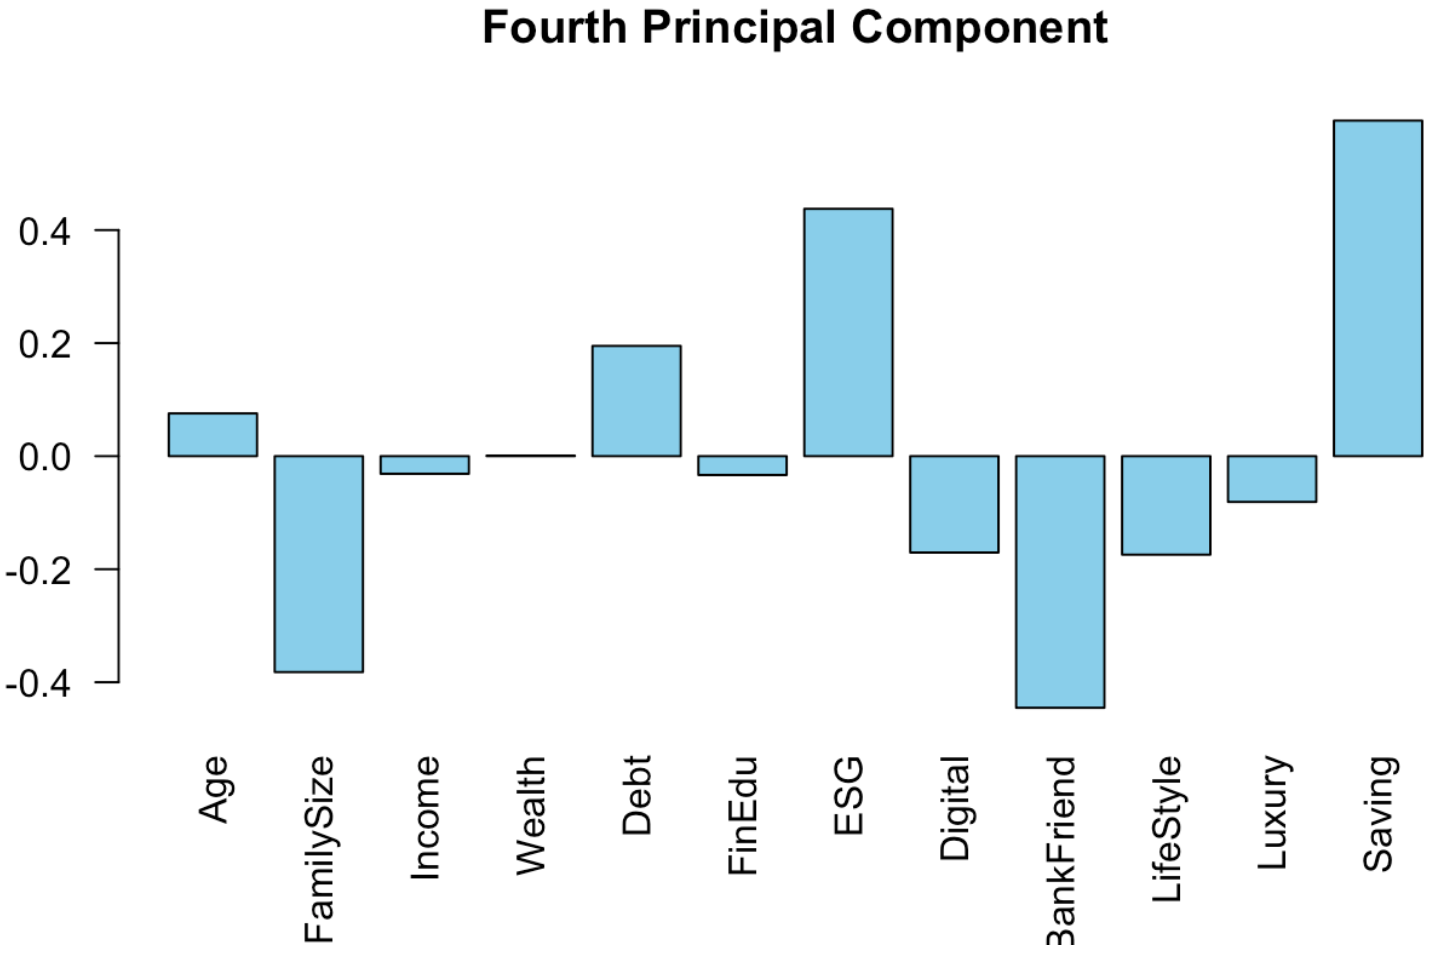 Fourth Principal Component
0.4
0.2
0.0
-0.2
-0.4
Age
FamilySize
Income
Wealth
Debt
FinEdu
ESG
Digital
BankFriend
LifeStyle
Luxury
Saving